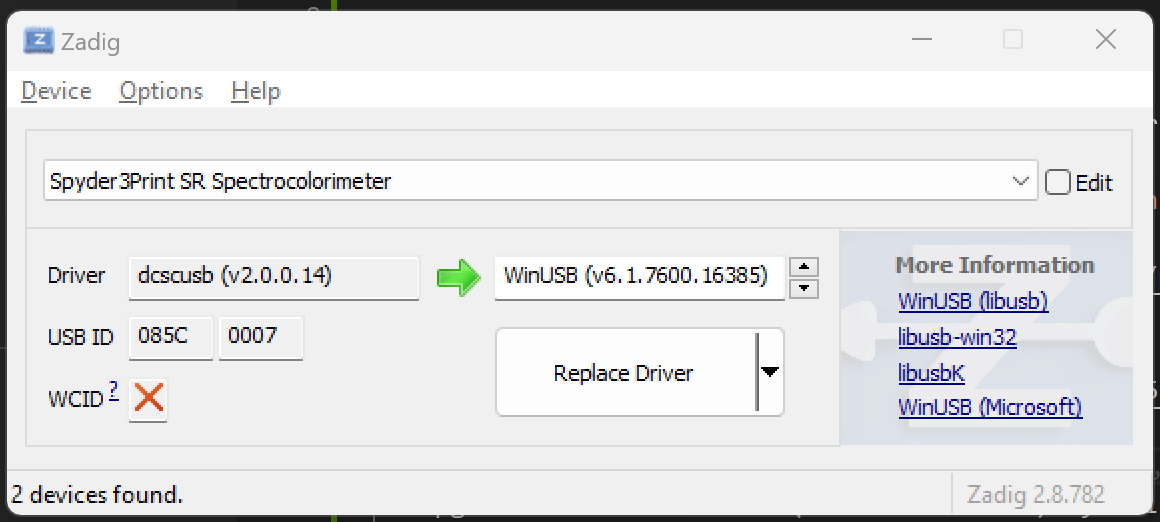 Zadig
Device Options Help
Spyder3Print SR Spectrocolorimeter
Edit
Driver dcscusb (v2.0.0.14) WinUSB (v6.1.7600.16385)
USB ID 085C 0007
WCID ?
Replace Driver
More Information
WinUSB (libusb)
libusb-win32
libusbK
WinUSB (Microsoft)
2 devices found.
Zadig 2.8.782